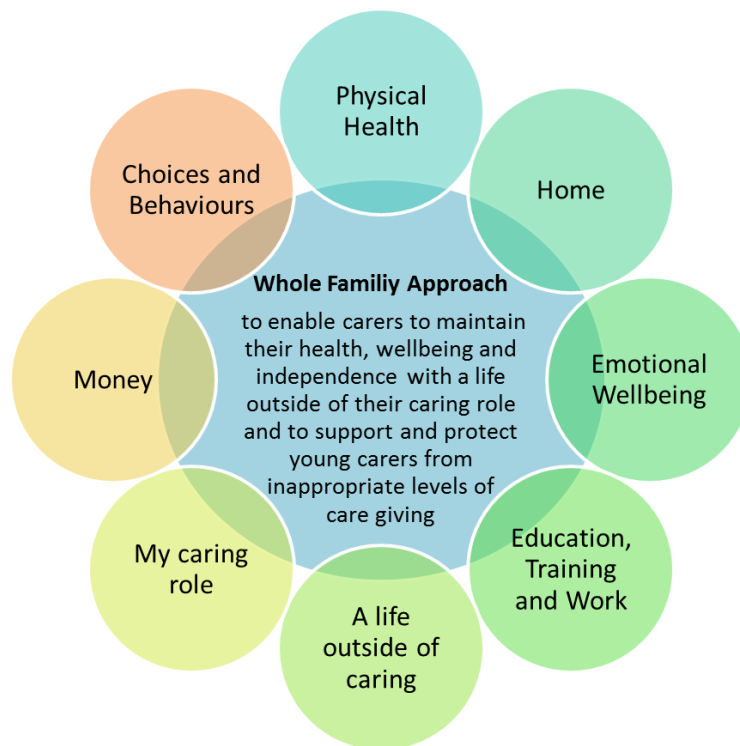 Physical
Health
Home
Emotional
Wellbeing
Education,
Training
and Work
A life
outside of
caring
My caring
role
Money
Choices and
Behaviours
Whole Familiy Approach
to enable carers to maintain
their health, wellbeing and
independence with a life
outside of their caring role
and to support and protect
young carers from
inappropriate levels of
care giving